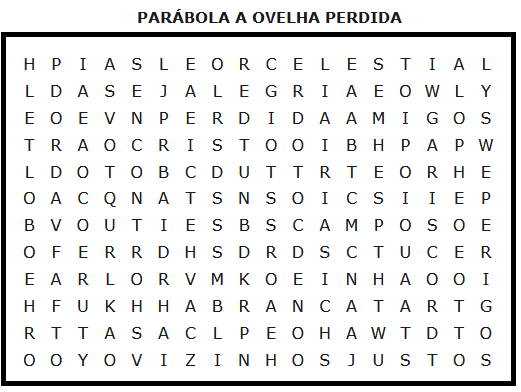 PARÁBOLA A OVELHA PERDIDA
H P I A S L E O R C E L E S T I A L
L D A S E J A L E G R I A E O W L Y
E O E V N P E R D I D A A M I G O S
T R A O C R I S T O O I B H P A P W
L D O T O B C D U T T R T E O R H E
O A C Q N A T S N S O I C S I I E P
B V O U T I E S B S C A M P O S O E
O F E R R D H S D R D S C T U C E R
E A R L O R V M K O E I N H A O O I
H F U K H H A B R A N C A T A R T G
R T T A S A C L P E O H A W T D T O
O O Y O V I Z I N H O S J U S T O S